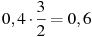 0,4 · 3/2 = 0,6